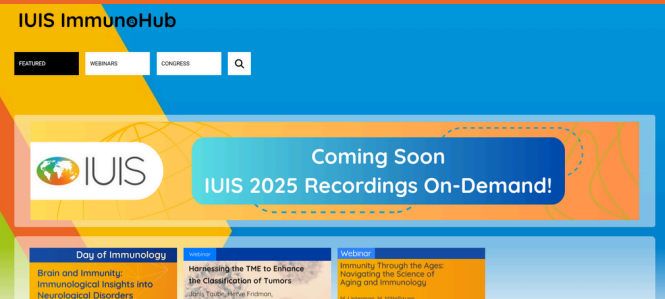 IUIS ImmunoHub
FEATURED
WEBINARS
CONGRESS
IUIS
Coming Soon
IUIS 2025 Recordings On-Demand!
Day of Immunology
Brain and Immunity:
Immunological Insights into
Neurological Disorders
Webinar
Harnessing the TME to Enhance
the Classification of Tumors
Herve Fridman,
Webinar
Immunity Through the Ages:
Navigating the Science of
Aging and Immunology